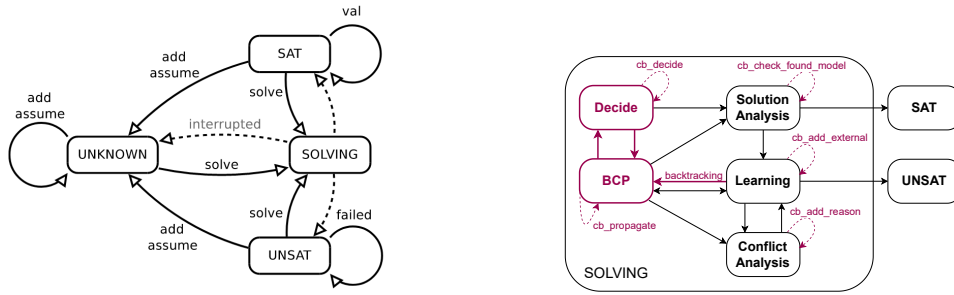 val
SAT
add
assume
solve
add
assume
interrupted
UNKNOWN
SOLVING
solve
solve
failed
add
assume
UNSAT
cb_decide
cb_check_found_model
Decide
Solution
Analysis
SAT
cb_add_external
BCP
backtracking
Learning
UNSAT
cb_propagate
cb_add_reason
Conflict
Analysis
SOLVING